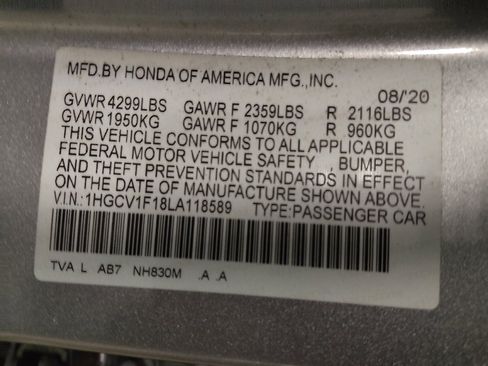 MFD.BY HONDA OF AMERICA MFG.,INC.
08/'20
GVWR 4299LBS GAWR F 2359LBS R 2116LBS
GVWR 1950KG GAWR F 1070KG R 960KG
THIS VEHICLE CONFORMS TO ALL APPLICABLE
FEDERAL MOTOR VEHICLE SAFETY , BUMPER,
AND THEFT PREVENTION STANDARDS IN EFFECT
ON THE DATE OF MANUFACTURE SHOWN ABOVE.
V.I.N.:1HGCV1F18LA118589 TYPE:PASSENGER CAR
TVA L AB7 NH830M .A .A